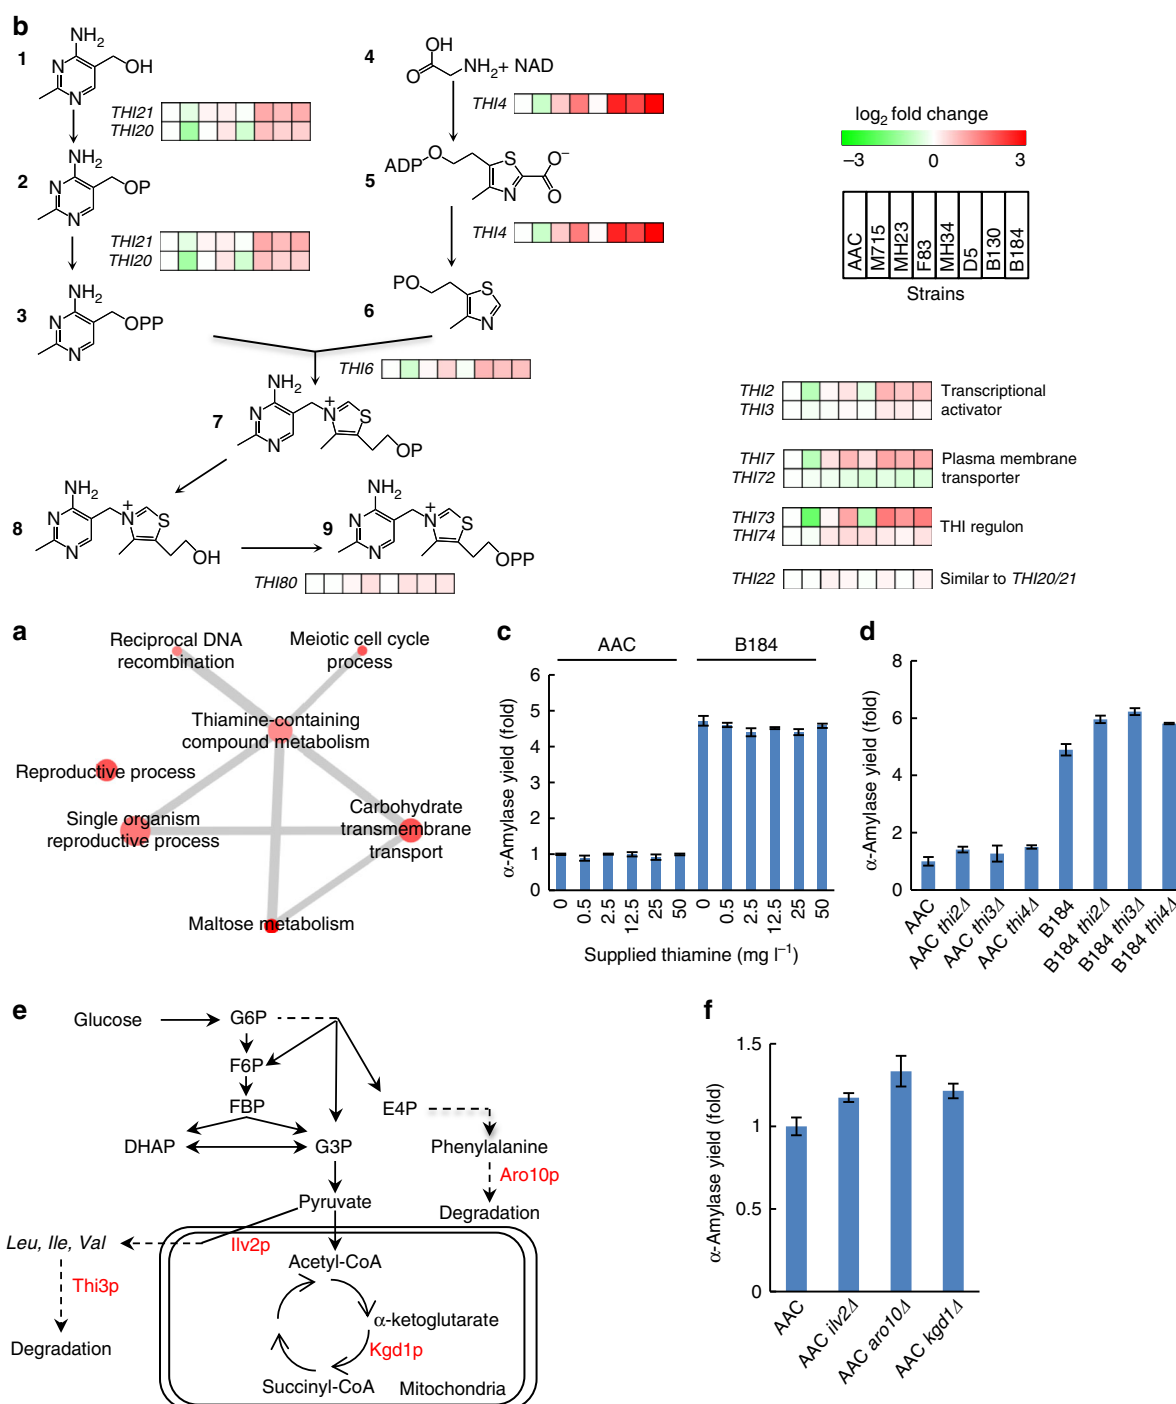 b
1
NH2
N
N
OH
THI21
THI20
2
NH2
N
N
OP
THI21
THI20
3
NH2
N
N
OPP
4
OH
O
NH2+ NAD
THI4
5
ADP
O
S
N
O−
O
THI4
6
P
O
S
N
THI6
7
NH2
N
N
+
N
S
OP
8
NH2
N
N
+
N
S
OH
9
NH2
N
N
+
N
S
OPP
THI80
log2 fold change
−3 0 3
AAC
M715
MH23
F83
MH34
D5
B130
B184
Strains
THI2 Transcriptional
THI3 activator
THI7 Plasma membrane
THI72 transporter
THI73
THI74
THI regulon
THI22 Similar to THI20/21
a
Reciprocal DNA
recombination
Meiotic cell cycle
process
Thiamine-containing
compound metabolism
Reproductive process
Single organism
reproductive process
Carbohydrate
transmembrane
transport
Maltose metabolism
c
AAC B184
α-Amylase yield (fold)
6
5
4
3
2
1
0
0 0.5 2.5 12.5 25 50 0 0.5 2.5 12.5 25 50
Supplied thiamine (mg l−1)
d
α-Amylase yield (fold)
8
6
4
2
0
AAC
AAC thi2Δ
AAC thi3Δ
AAC thi4Δ
B184
B184 thi2Δ
B184 thi3Δ
B184 thi4Δ
e
Glucose G6P
F6P
FBP
E4P
DHAP G3P Phenylalanine
Aro10p
Pyruvate Degradation
Leu, Ile, Val
Ilv2p
Acetyl-CoA
Thi3p
α-ketoglutarate
Degradation
Kgd1p
Succinyl-CoA
Mitochondria
f
α-Amylase yield (fold)
1.5
1
0.5
0
AAC
AAC ilv2Δ
AAC aro10Δ
AAC kgd1Δ